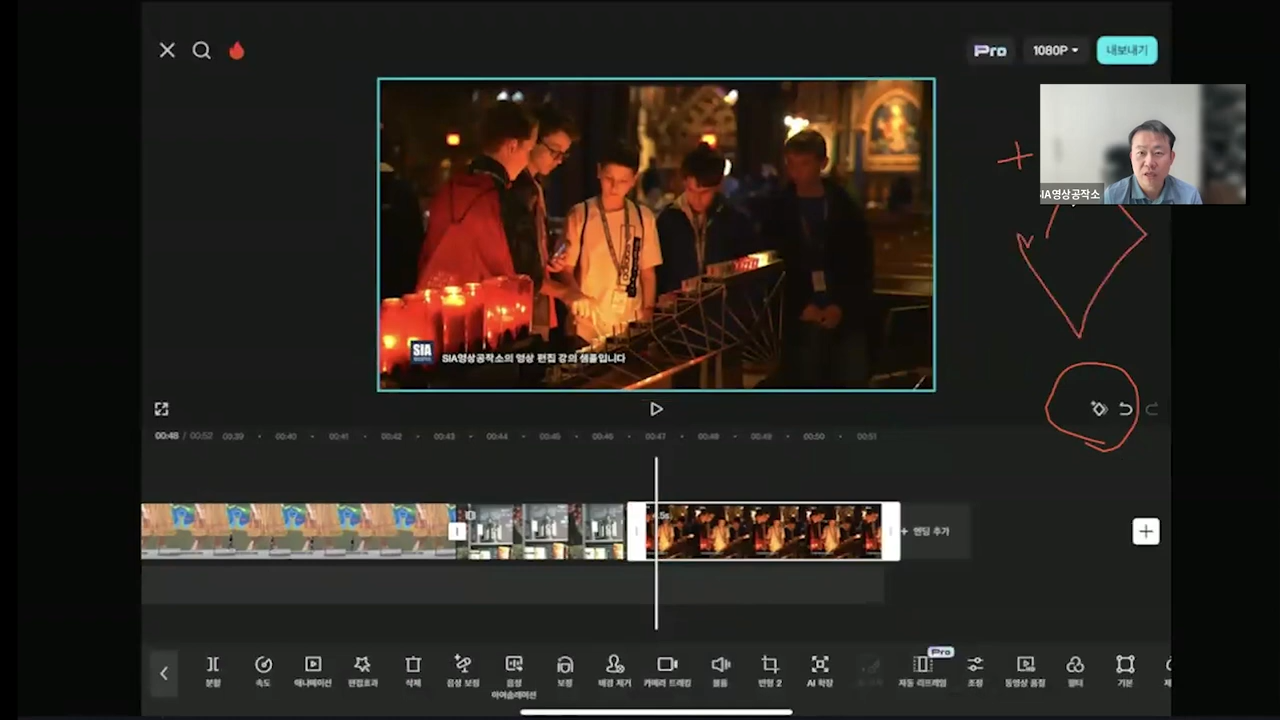 Pro 1080P 내보내기
SIA영상공작소
adidas
SIA
SIA영상공작소의 영상 편집 강의 샘플입니다
00:48 / 00:52 00:39 00:40 00:41 00:42 00:43 00:44 00:45 00:46 00:47 00:48 00:49 00:50 00:51
+ 엔딩 추가
+
Pro
분할 속도 애니메이션 편집효과 삭제 음성 보정 음정 아이솔레이션 보정 배경 제거 카메라 트래킹 볼륨 변형 2 AI 확장 자동 리프레임 조정 동영상 품질 필터 기본